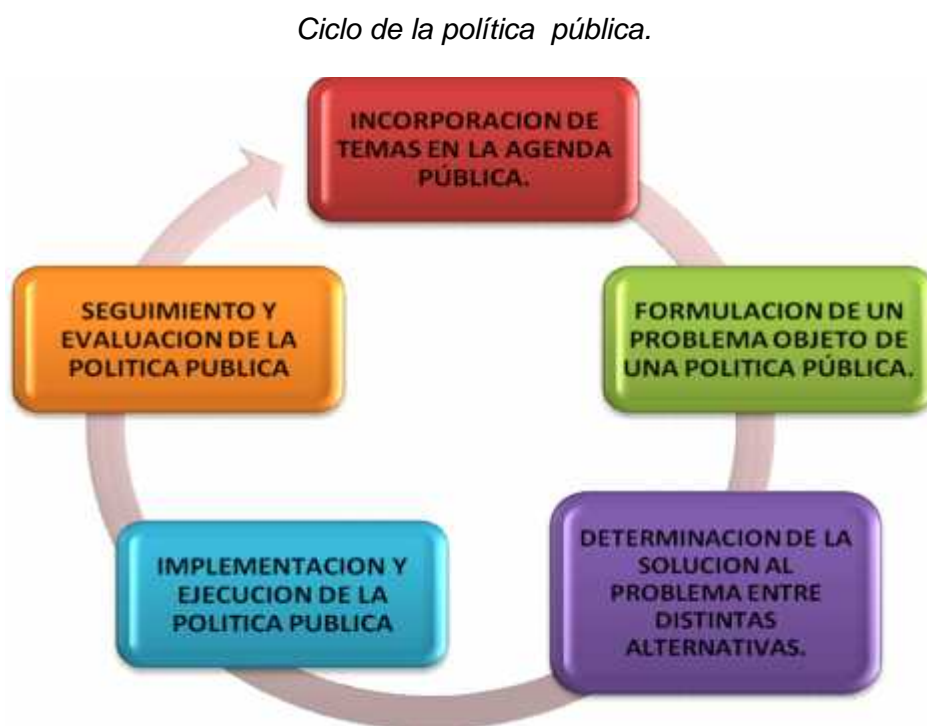 Ciclo de la política pública.
INCORPORACION DE
TEMAS EN LA AGENDA
PÚBLICA.
FORMULACION DE UN
PROBLEMA OBJETO DE
UNA POLITICA PÚBLICA.
DETERMINACION DE LA
SOLUCION AL
PROBLEMA ENTRE
DISTINTAS
ALTERNATIVAS.
IMPLEMENTACION Y
EJECUCION DE LA
POLITICA PUBLICA
SEGUIMIENTO Y
EVALUACION DE LA
POLITICA PUBLICA